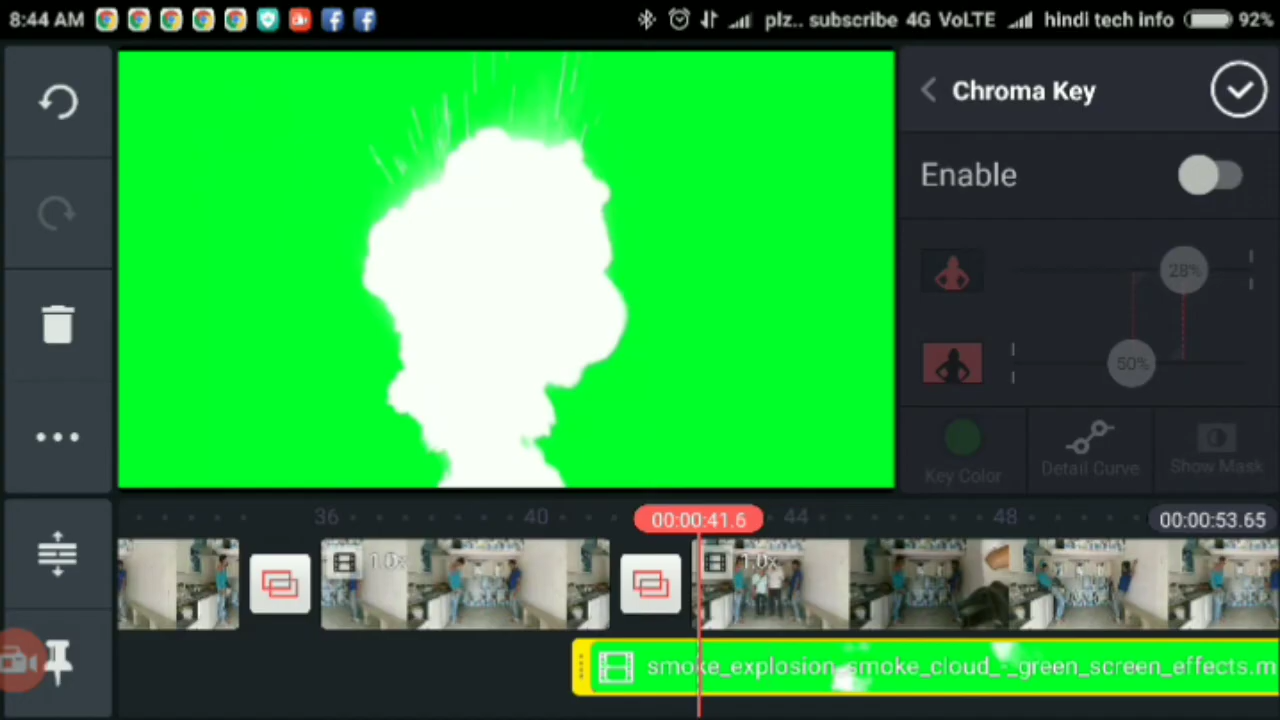 8:44 AM plz.. subscribe 4G VoLTE hindi tech info 92%
Chroma Key
Enable
28%
50%
Key Color Detail Curve Show Mask
36 40 00:00:41.6 44 48 00:00:53.65
1.0x 1.0x
smoke_explosion_smoke_cloud_-_green_screen_effects.m